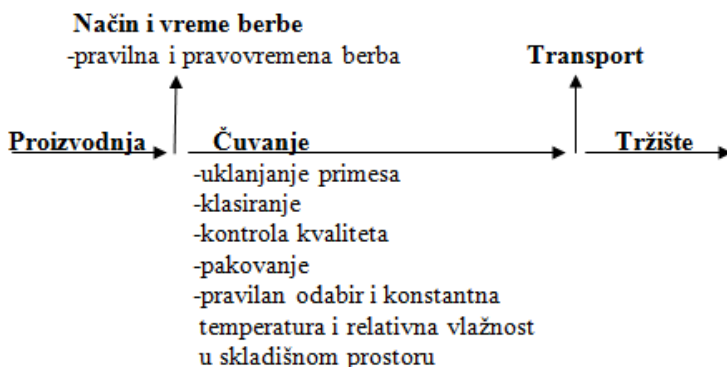 Način i vreme berbe
-pravilna i pravovremena berba
Transport
Proizvodnja
Čuvanje
Tržište
-uklanjanje primesa
-klasiranje
-kontrola kvaliteta
-pakovanje
-pravilan odabir i konstantna
temperatura i relativna vlažnost
u skladišnom prostoru